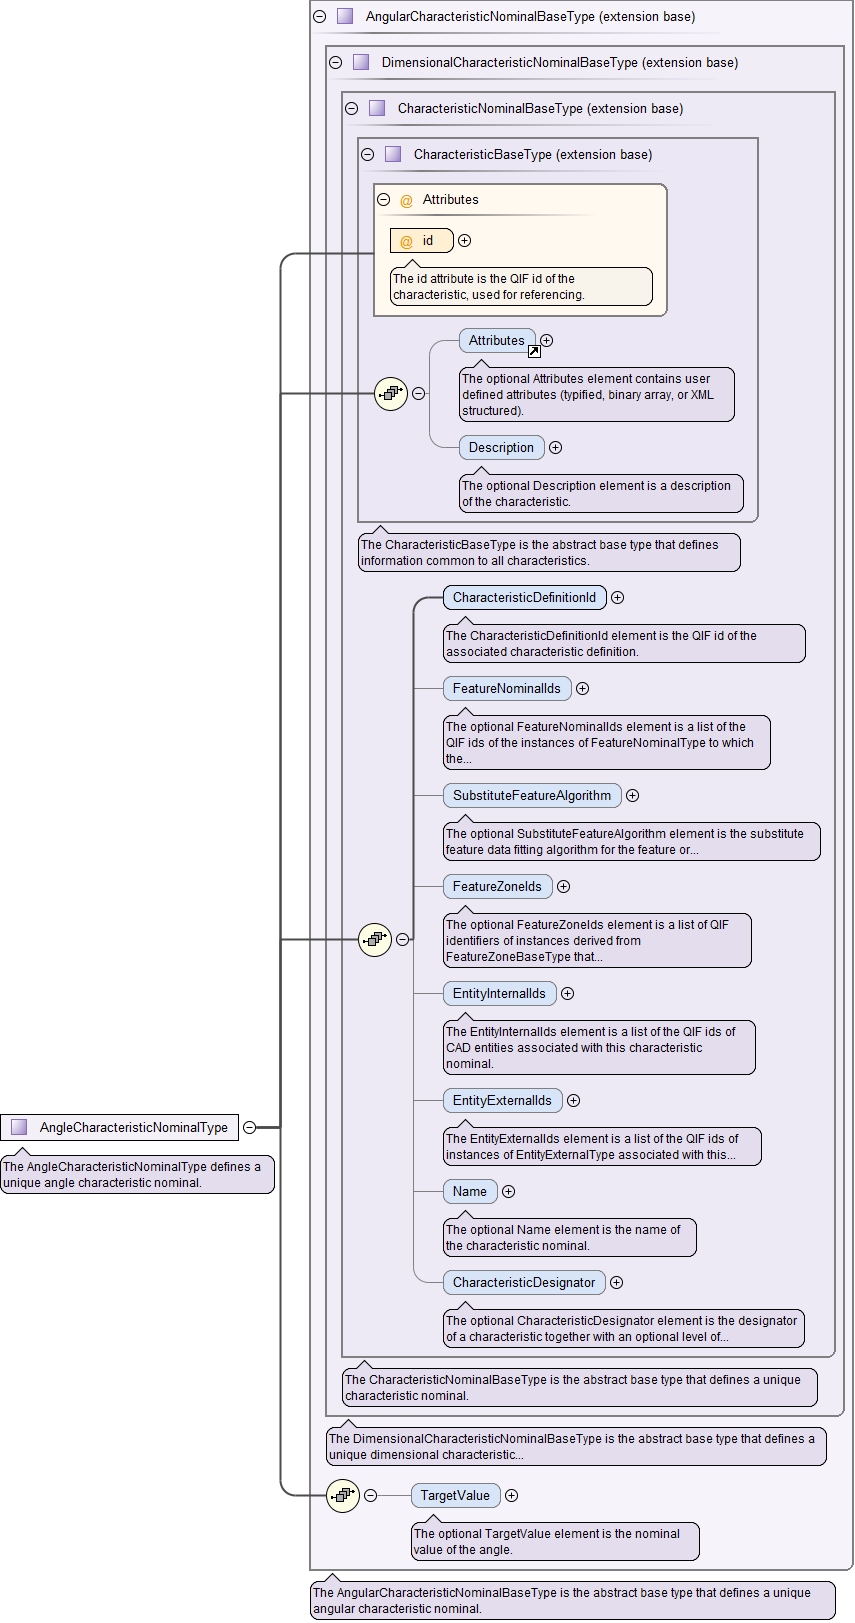 AngularCharacteristicNominalBaseType (extension base)
DimensionalCharacteristicNominalBaseType (extension base)
CharacteristicNominalBaseType (extension base)
CharacteristicBaseType (extension base)
@ Attributes
@ id
The id attribute is the QIF id of the
characteristic, used for referencing.
Attributes
The optional Attributes element contains user
defined attributes (typified, binary array, or XML
structured).
Description
The optional Description element is a description
of the characteristic.
The CharacteristicBaseType is the abstract base type that defines
information common to all characteristics.
CharacteristicDefinitionId
The CharacteristicDefinitionId element is the QIF id of the
associated characteristic definition.
FeatureNominalIds
The optional FeatureNominalIds element is a list of the
QIF ids of the instances of FeatureNominalType to which
the...
SubstituteFeatureAlgorithm
The optional SubstituteFeatureAlgorithm element is the substitute
feature data fitting algorithm for the feature or...
FeatureZoneIds
The optional FeatureZoneIds element is a list of QIF
identifiers of instances derived from
FeatureZoneBaseType that...
EntityInternalIds
The EntityInternalIds element is a list of the QIF ids of
CAD entities associated with this characteristic
nominal.
EntityExternalIds
The EntityExternalIds element is a list of the QIF ids of
instances of EntityExternalType associated with this...
Name
The optional Name element is the name of
the characteristic nominal.
CharacteristicDesignator
The optional CharacteristicDesignator element is the designator
of a characteristic together with an optional level of...
The CharacteristicNominalBaseType is the abstract base type that defines a unique
characteristic nominal.
The DimensionalCharacteristicNominalBaseType is the abstract base type that defines a
unique dimensional characteristic...
TargetValue
The optional TargetValue element is the nominal
value of the angle.
The AngularCharacteristicNominalBaseType is the abstract base type that defines a unique
angular characteristic nominal.
AngleCharacteristicNominalType
The AngleCharacteristicNominalType defines a
unique angle characteristic nominal.